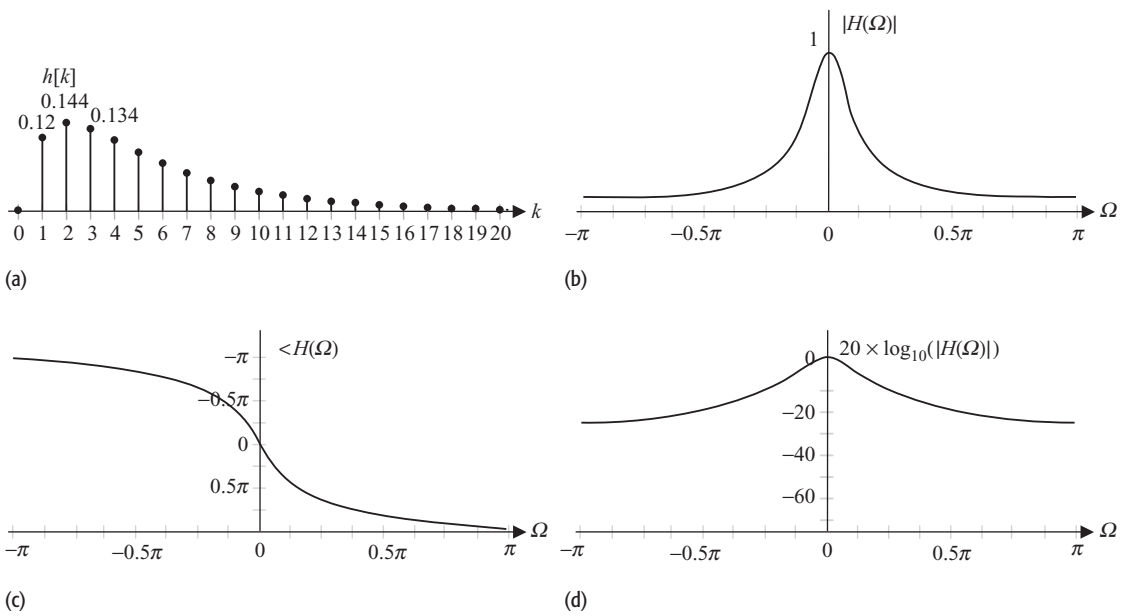 h[k]
0.144
0.12
0.134
k
0 1 2 3 4 5 6 7 8 9 10 11 12 13 14 15 16 17 18 19 20
(a)
|H(Ω)|
1
Ω
−π −0.5π 0 0.5π π
(b)
<H(Ω)
−π
−0.5π
0
0.5π
Ω
−π −0.5π 0 0.5π π
(c)
20 × log10(|H(Ω)|)
0
−20
−40
−60
Ω
−π −0.5π 0 0.5π π
(d)